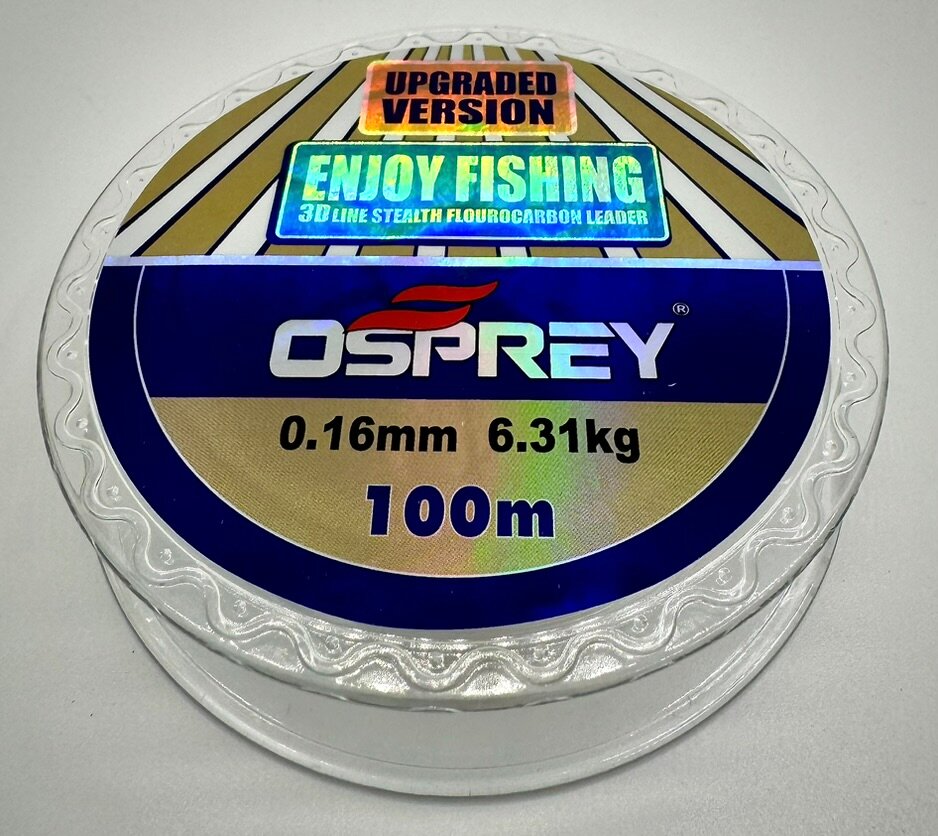 UPGRADED
VERSION
ENJOY FISHING
3D LINE STEALTH FLOUROCARBON LEADER
OSPREY ®
0.16mm 6.31kg
100m